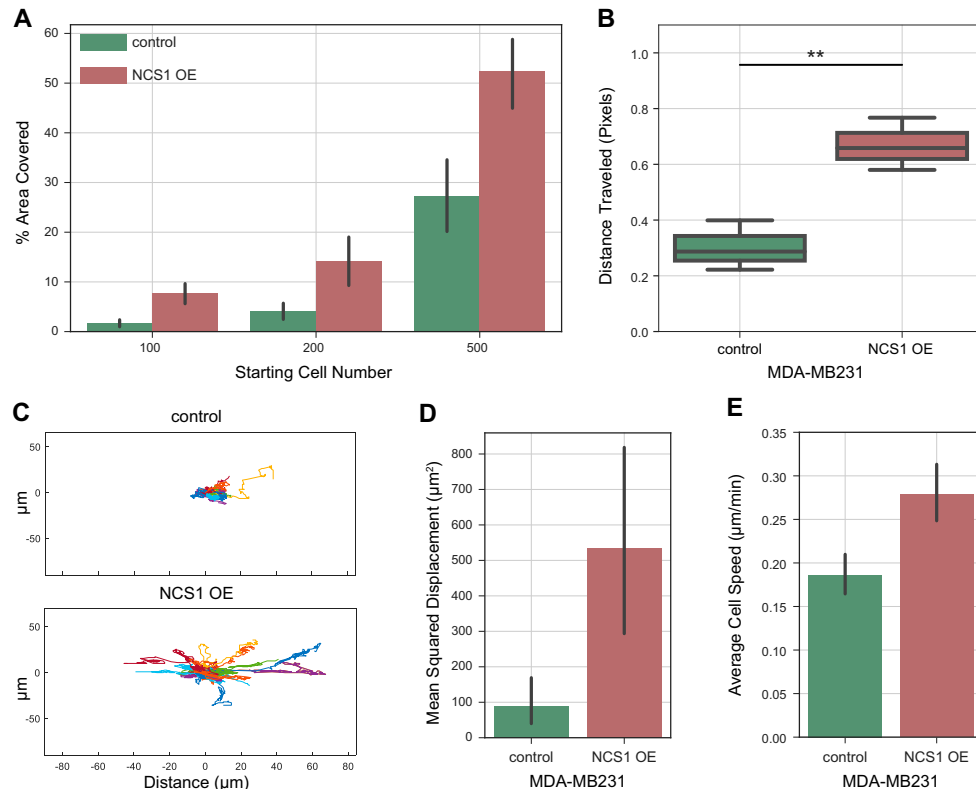 A
60
50
40
30
20
10
0
% Area Covered
control
NCS1 OE
100
200
500
Starting Cell Number
B
1.0
0.8
0.6
0.4
0.2
0.0
Distance Traveled (Pixels)
**
control
NCS1 OE
MDA-MB231
C
control
50
0
-50
µm
NCS1 OE
50
0
-50
µm
-80
-60
-40
-20
0
20
40
60
80
Distance (µm)
D
800
700
600
500
400
300
200
100
0
Mean Squared Displacement (µm²)
control
NCS1 OE
MDA-MB231
E
0.35
0.30
0.25
0.20
0.15
0.10
0.05
0.00
Average Cell Speed (µm/min)
control
NCS1 OE
MDA-MB231